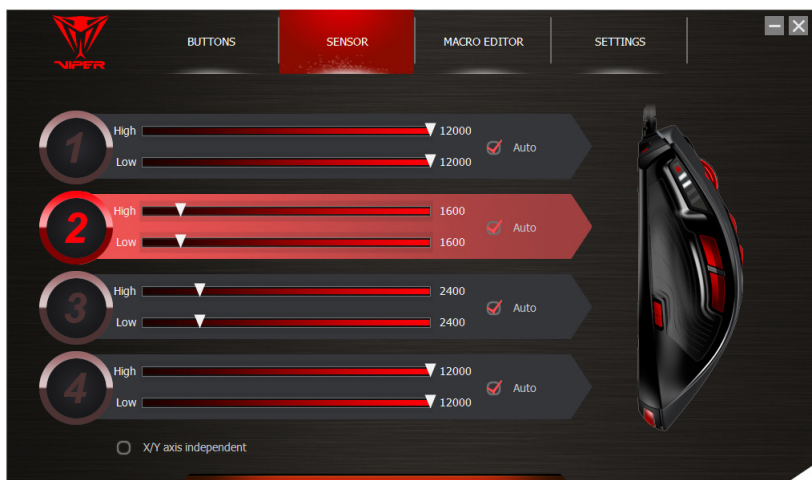 VIPER
BUTTONS SENSOR MACRO EDITOR SETTINGS
1
High 12000
Low 12000
Auto
2
High 1600
Low 1600
Auto
3
High 2400
Low 2400
Auto
4
High 12000
Low 12000
Auto
X/Y axis independent